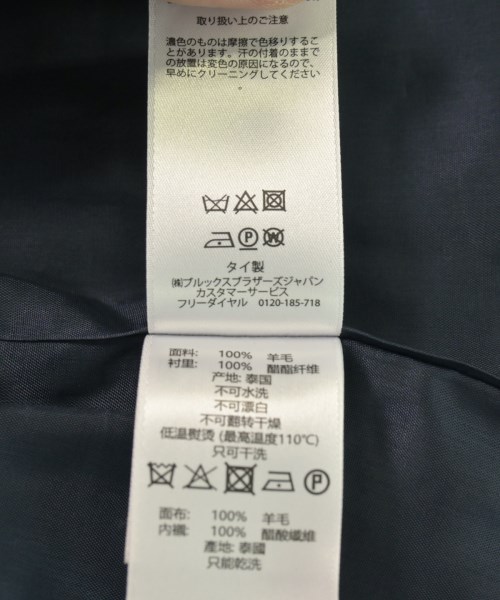 取り扱い上のご注意
濃色のものは摩擦で色移りするこ
とがあります。汗の付着のままで
の放置は変色の原因になるので、
早めにクリーニングしてください
。
タイ製
㈱ブルックスブラザーズジャパン
カスタマーサービス
フリーダイヤル 0120-185-718
面料: 100% 羊毛
衬里: 100% 醋酯纤维
产地: 泰国
不可水洗
不可漂白
不可翻转干燥
低温熨烫 (最高温度110℃)
只可干洗
面布: 100% 羊毛
内襯: 100% 醋酸纖維
產地: 泰國
只能乾洗